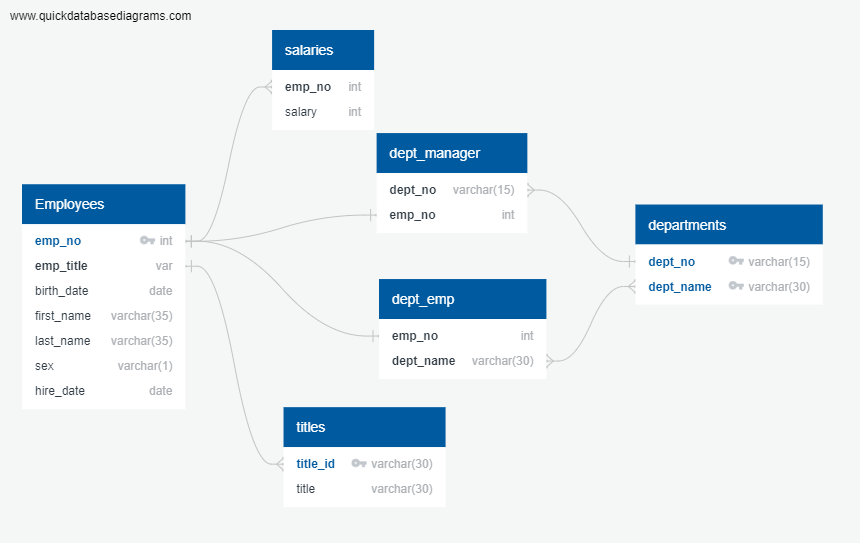 www.quickdatabasediagrams.com
salaries
emp_no int
salary int
dept_manager
dept_no varchar(15)
emp_no int
Employees
emp_no int
emp_title var
birth_date date
first_name varchar(35)
last_name varchar(35)
sex varchar(1)
hire_date date
departments
dept_no varchar(15)
dept_name varchar(30)
dept_emp
emp_no int
dept_name varchar(30)
titles
title_id varchar(30)
title varchar(30)